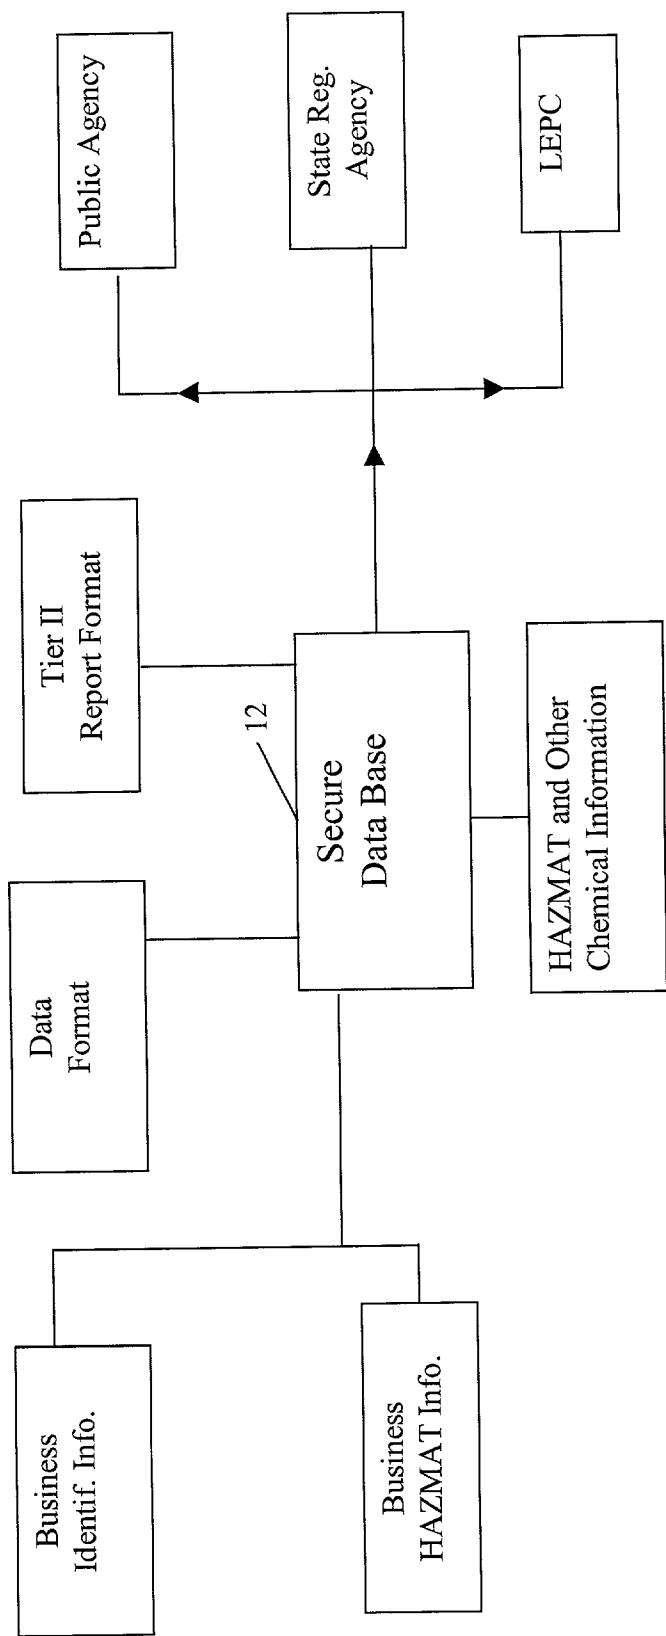 Business
Identif. Info.
Business
HAZMAT Info.
Data
Format
Tier II
Report Format
12
Secure
Data Base
HAZMAT and Other
Chemical Information
Public Agency
State Reg.
Agency
LEPC